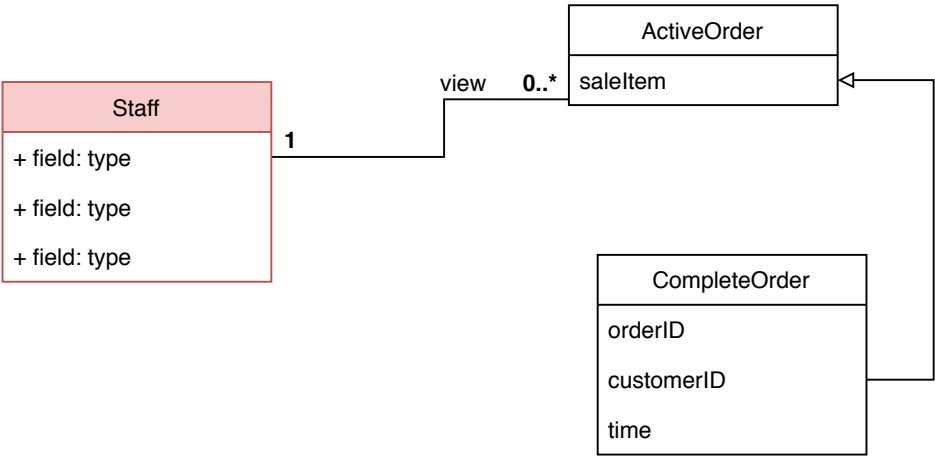 ActiveOrder
saleItem
view 0..*
1
Staff
+ field: type
+ field: type
+ field: type
CompleteOrder
orderID
customerID
time